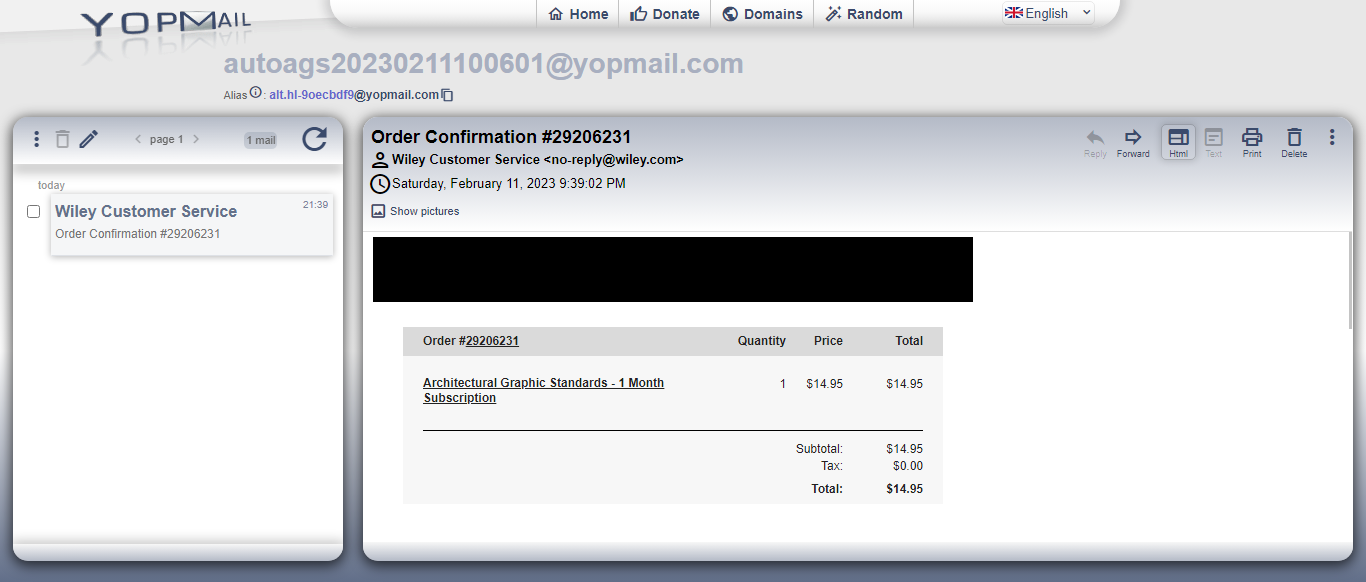 YOPMAIL
Home Donate Domains Random English
autoags20230211100601@yopmail.com
Alias : alt.hl-9oecbdf9@yopmail.com
page 1 1 mail
today
Wiley Customer Service 21:39
Order Confirmation #29206231
Order Confirmation #29206231
Wiley Customer Service <no-reply@wiley.com>
Saturday, February 11, 2023 9:39:02 PM
Show pictures
Reply Forward Html Text Print Delete
Order #29206231 Quantity Price Total
Architectural Graphic Standards - 1 Month 1 $14.95 $14.95
Subscription
Subtotal: $14.95
Tax: $0.00
Total: $14.95